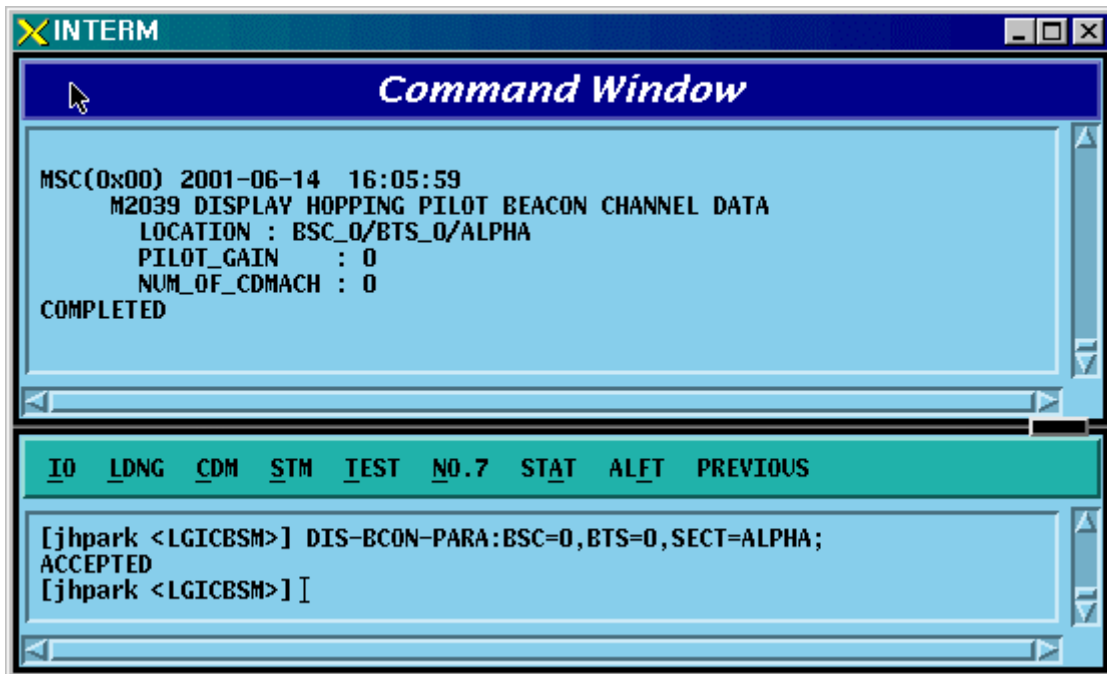 INTERM
Command Window
MSC(0x00) 2001-06-14 16:05:59
M2039 DISPLAY HOPPING PILOT BEACON CHANNEL DATA
LOCATION : BSC_0/BTS_0/ALPHA
PILOT_GAIN : 0
NUM_OF_CDMACH : 0
COMPLETED
IO LDNG CDM STM TEST NO.7 STAT ALFT PREVIOUS
[jhpark <LGICBSM>] DIS-BCON-PARA:BSC=0,BTS=0,SECT=ALPHA;
ACCEPTED
[jhpark <LGICBSM>]